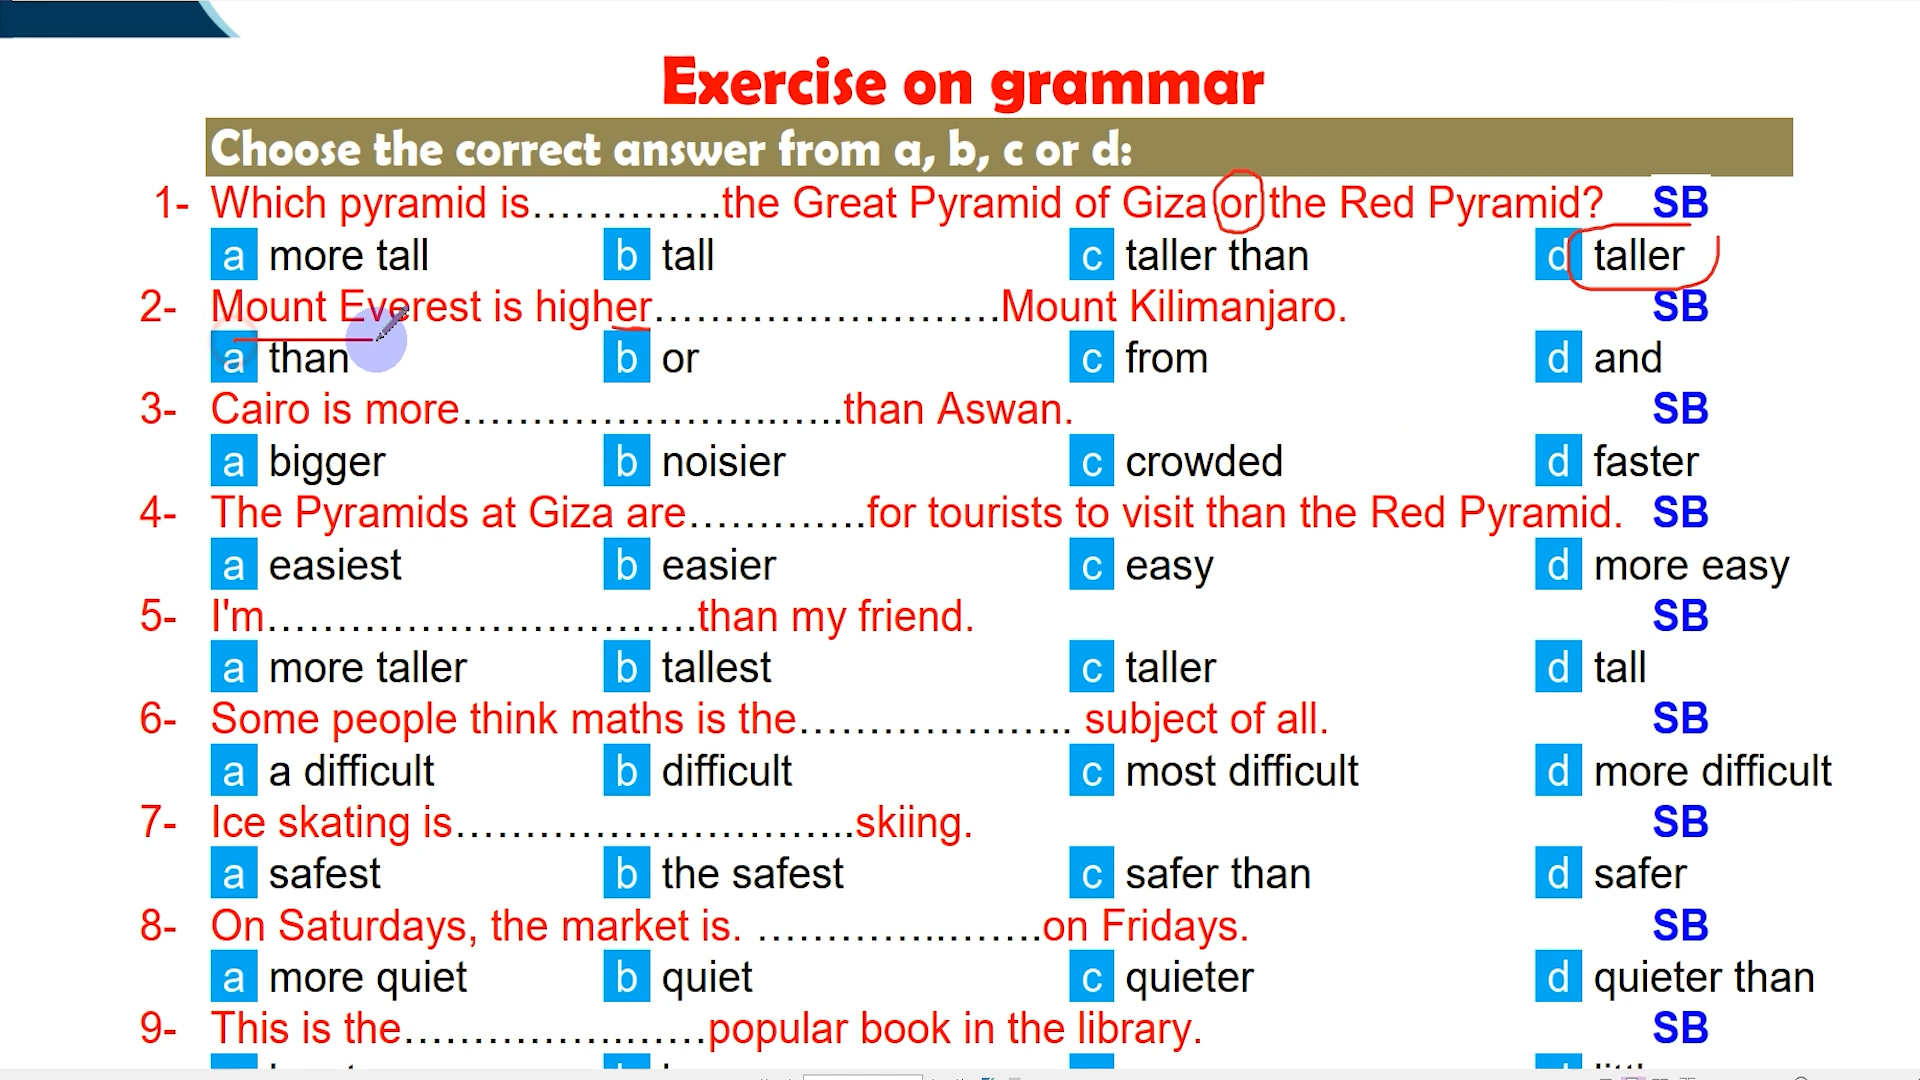 Exercise on grammar
Choose the correct answer from a, b, c or d:
1- Which pyramid is……….….the Great Pyramid of Giza or the Red Pyramid? SB
a more tall b tall c taller than d taller
2- Mount Everest is higher…………………….Mount Kilimanjaro. SB
a than b or c from d and
3- Cairo is more…………………..…..than Aswan. SB
a bigger b noisier c crowded d faster
4- The Pyramids at Giza are………….for tourists to visit than the Red Pyramid. SB
a easiest b easier c easy d more easy
5- I'm………………………….than my friend. SB
a more taller b tallest c taller d tall
6- Some people think maths is the……………….. subject of all. SB
a a difficult b difficult c most difficult d more difficult
7- Ice skating is………………………..skiing. SB
a safest b the safest c safer than d safer
8- On Saturdays, the market is. …………..…….on Fridays. SB
a more quiet b quiet c quieter d quieter than
9- This is the…………….……popular book in the library. SB